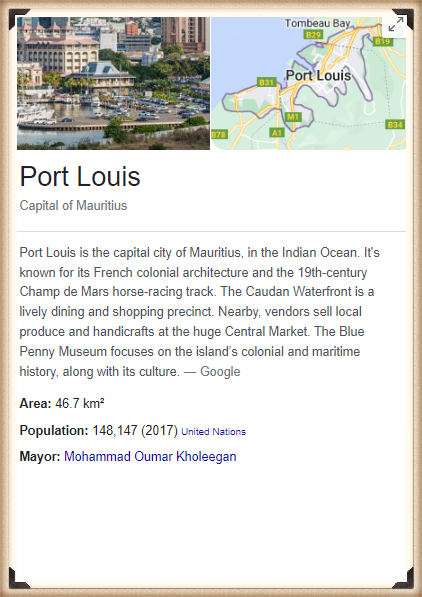 Tombeau Bay
B29
B19
Port Louis
B31
M1
B78
A1
B34
Port Louis
Capital of Mauritius
Port Louis is the capital city of Mauritius, in the Indian Ocean. It's
known for its French colonial architecture and the 19th-century
Champ de Mars horse-racing track. The Caudan Waterfront is a
lively dining and shopping precinct. Nearby, vendors sell local
produce and handicrafts at the huge Central Market. The Blue
Penny Museum focuses on the island's colonial and maritime
history, along with its culture. — Google
Area: 46.7 km²
Population: 148,147 (2017) United Nations
Mayor: Mohammad Oumar Kholeegan